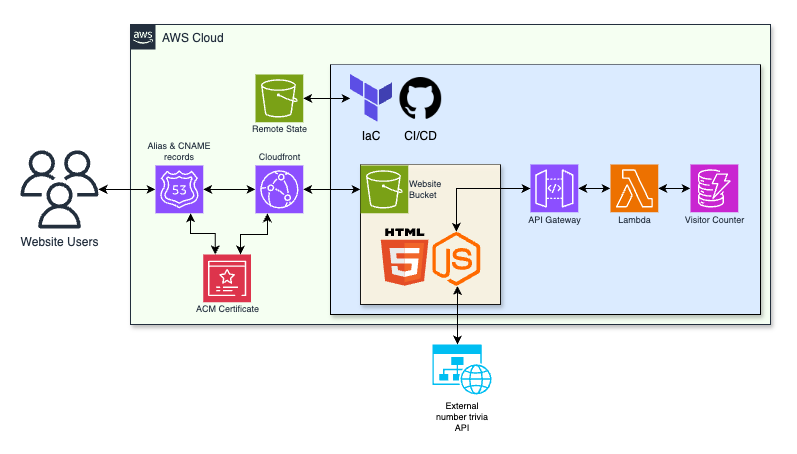 aws
AWS Cloud
Remote State
IaC
CI/CD
Alias & CNAME
records
Cloudfront
53
Website
Bucket
API Gateway
Lambda
Visitor Counter
Website Users
HTML
5
JS
ACM Certificate
External
number trivia
API